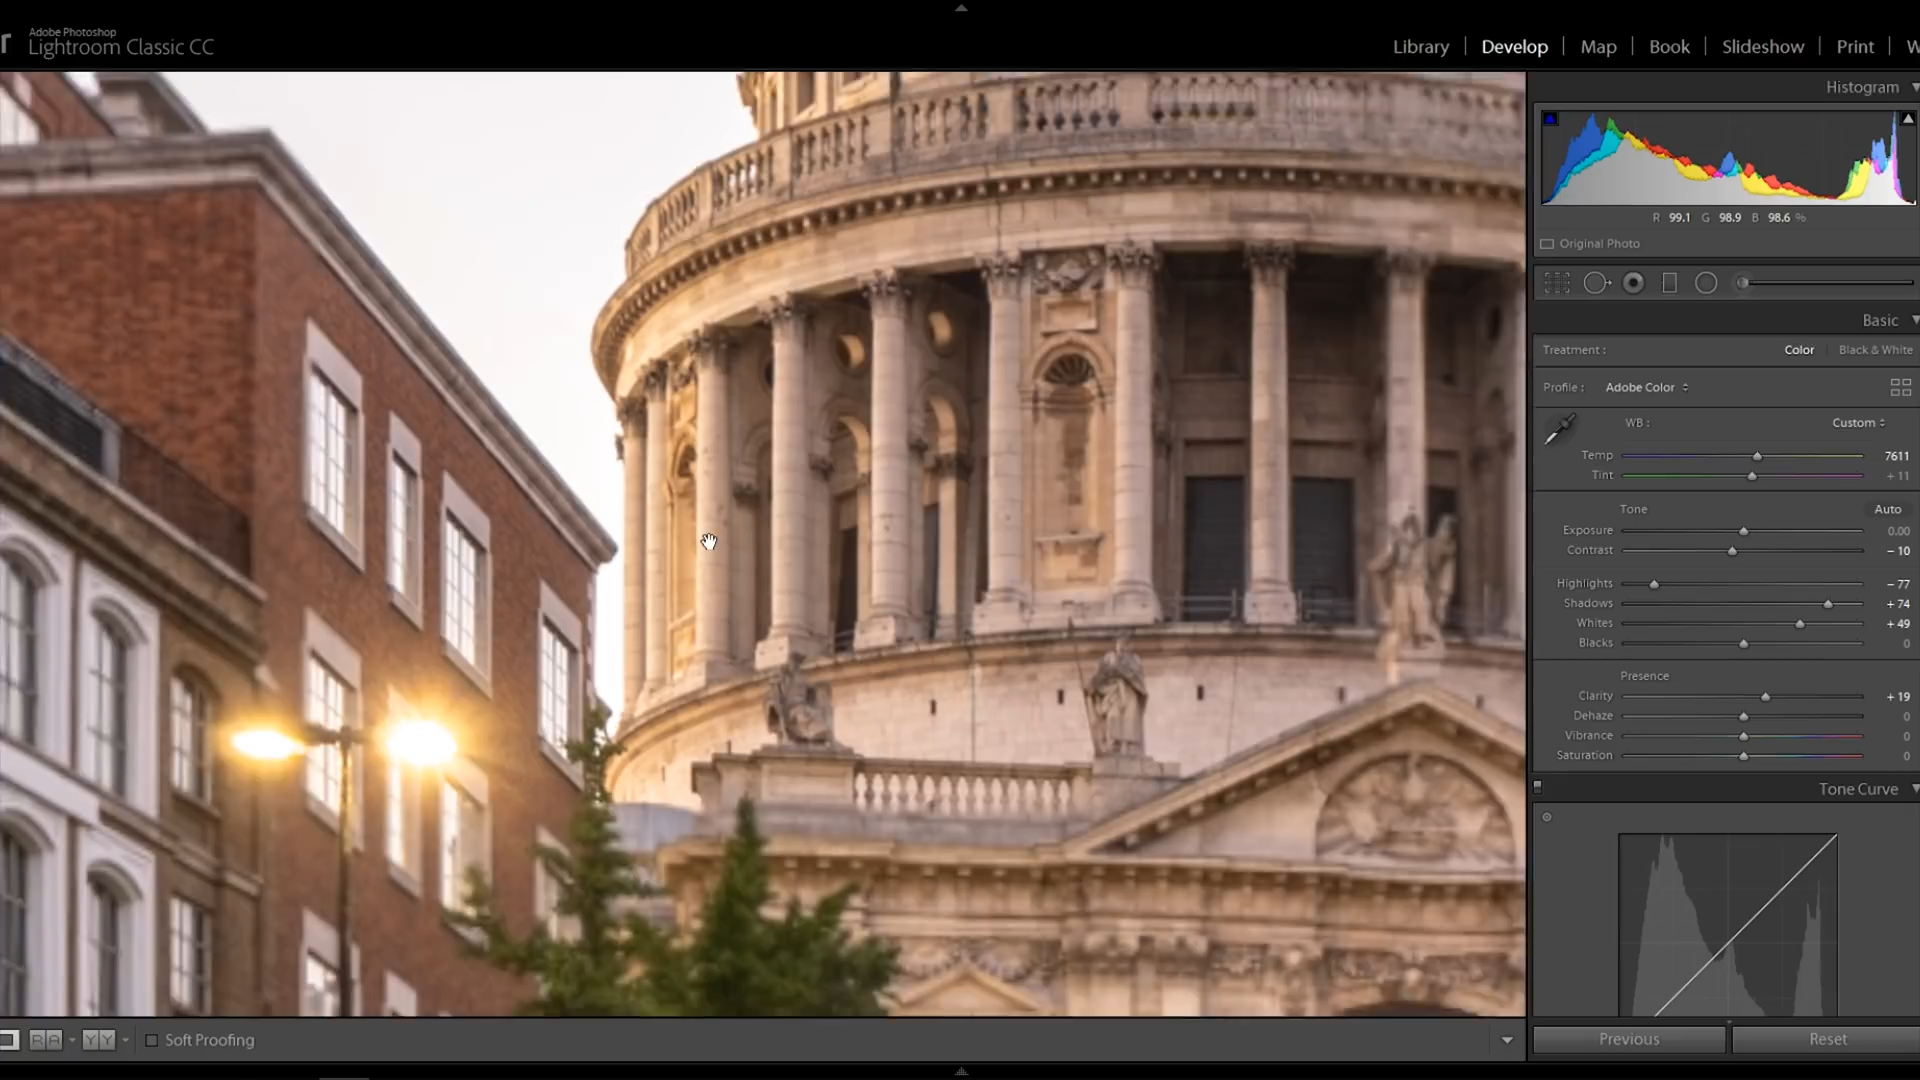 Adobe Photoshop
Lightroom Classic CC
Library | Develop | Map | Book | Slideshow | Print |
Histogram
R 99.1 G 98.9 B 98.6 %
Original Photo
Basic
Treatment : Color Black & White
Profile : Adobe Color
WB : Custom
Temp 7611
Tint + 11
Tone Auto
Exposure 0.00
Contrast – 10
Highlights – 77
Shadows + 74
Whites + 49
Blacks 0
Presence
Clarity + 19
Dehaze 0
Vibrance 0
Saturation 0
Tone Curve
RA YY Soft Proofing
Previous Reset